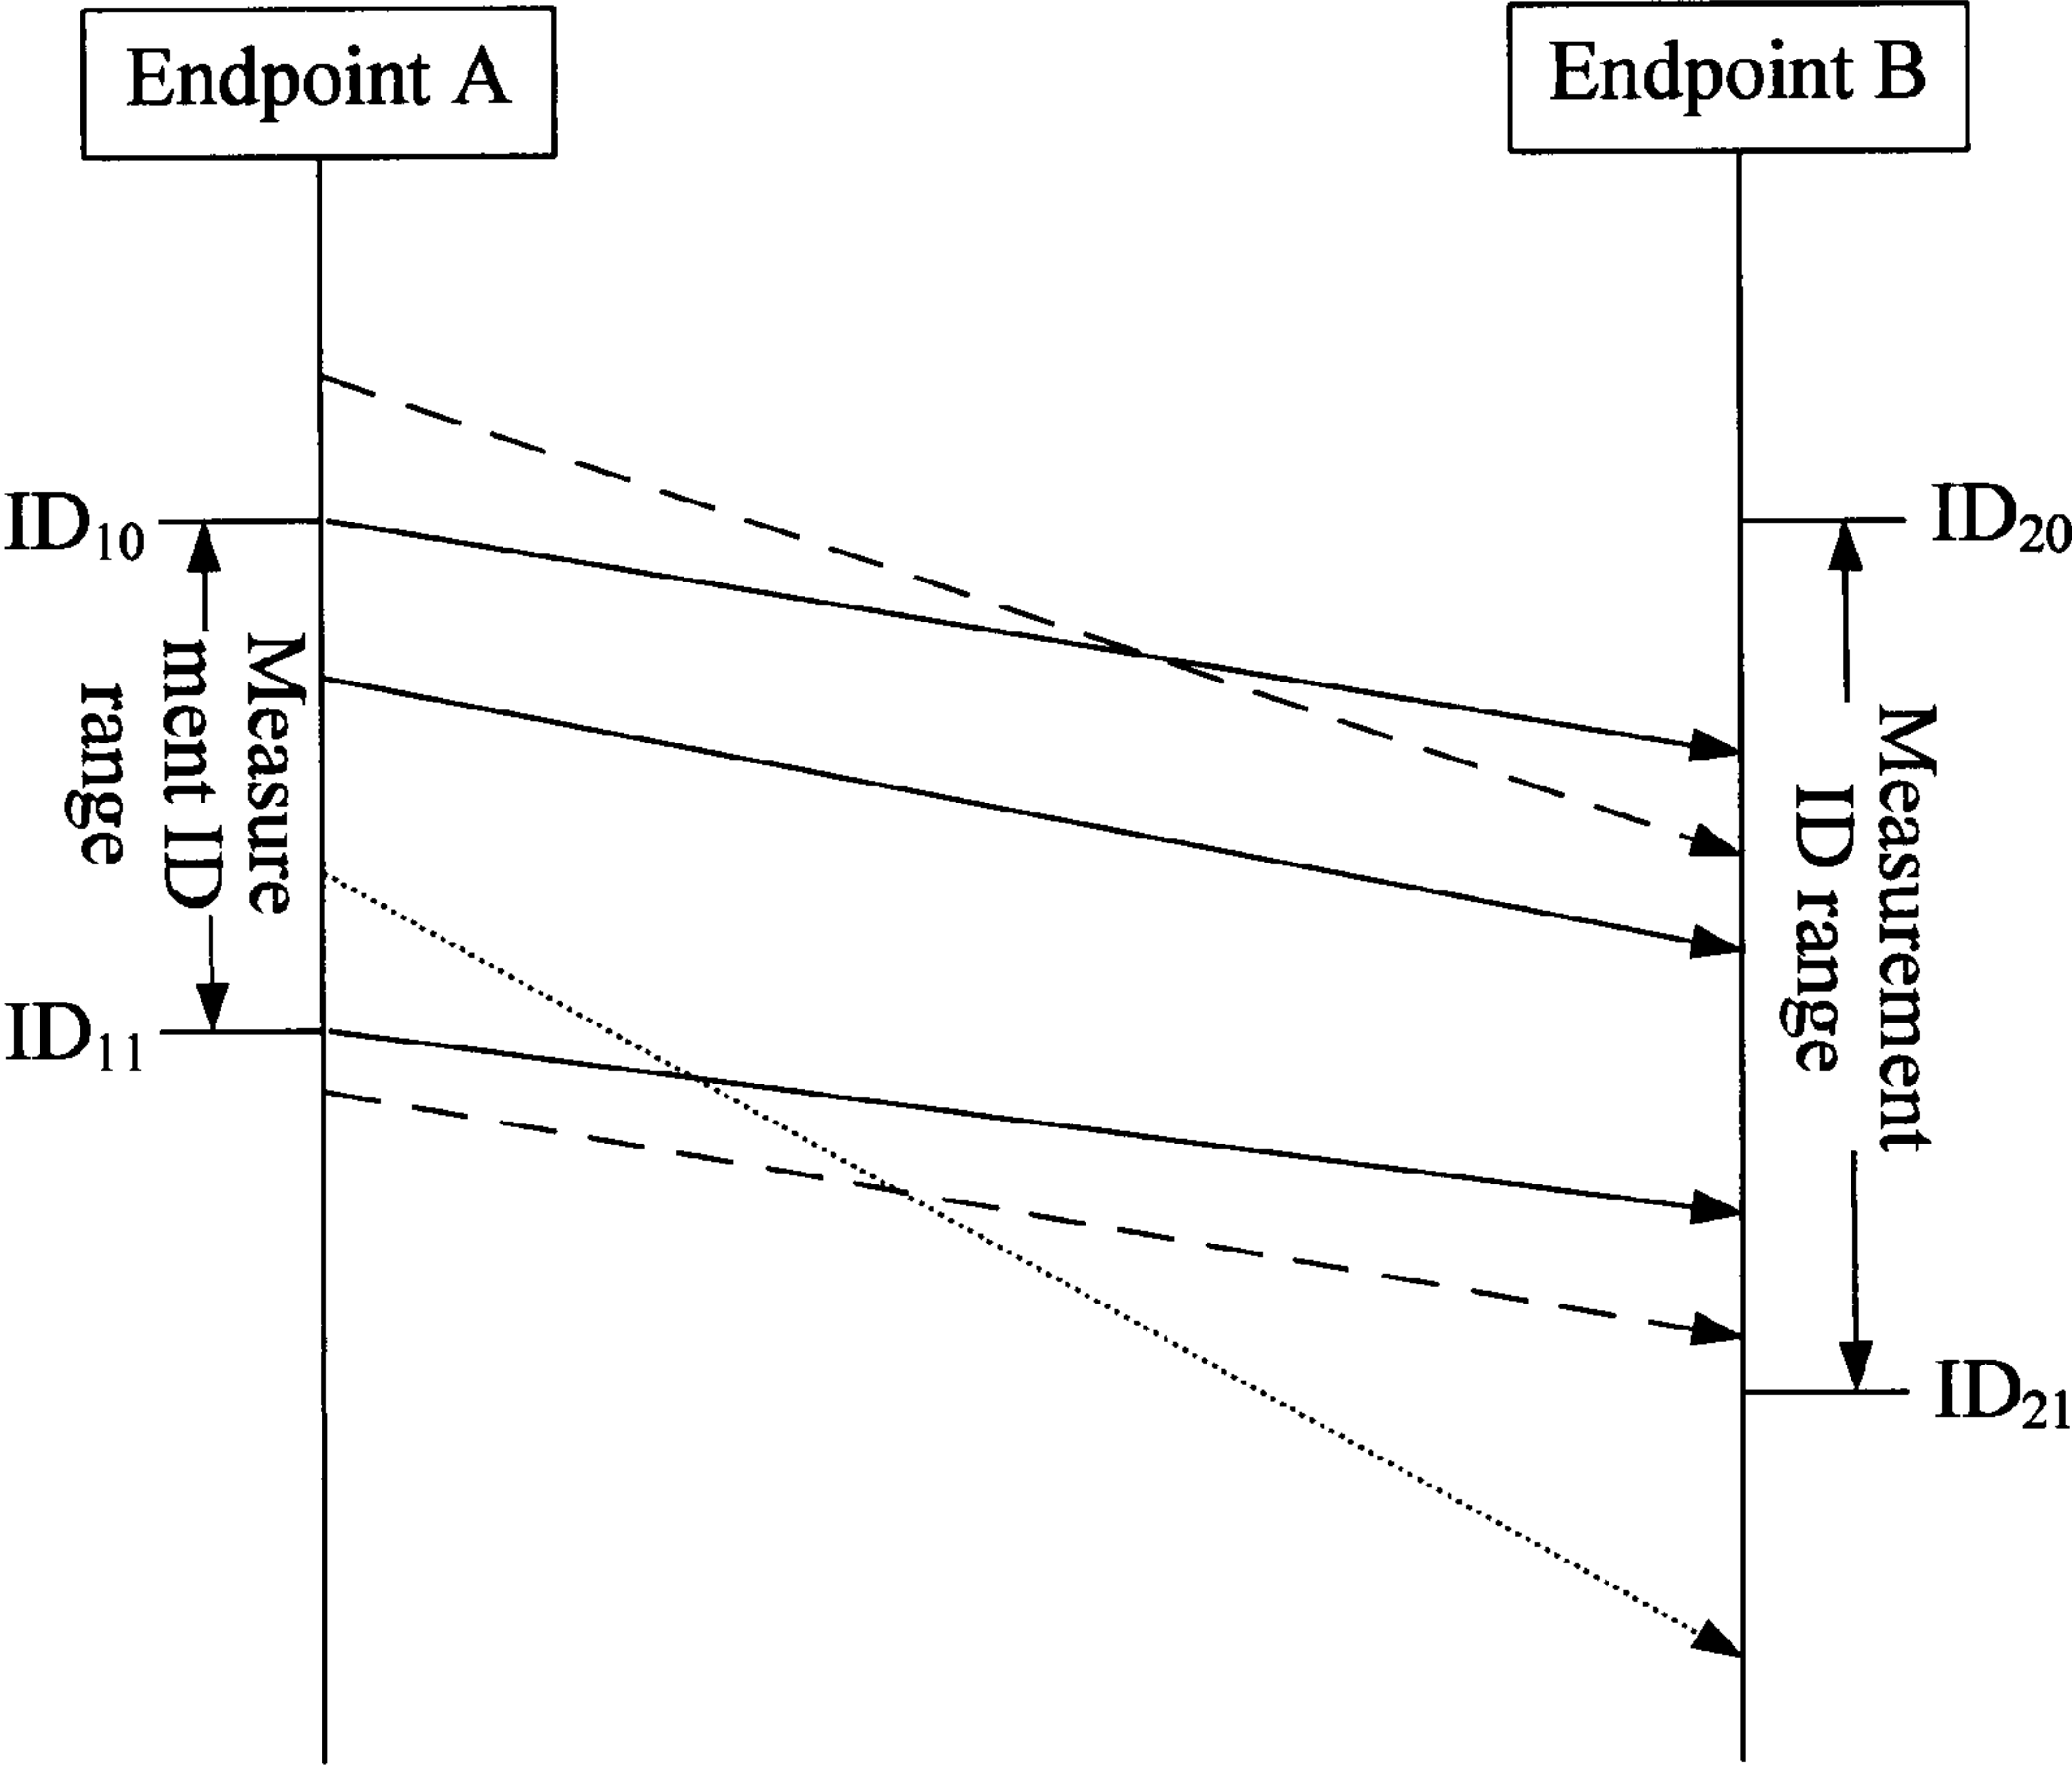 Endpoint A
Endpoint B
ID10
ID20
Measure
ment ID
range
Measurement
ID range
ID11
ID21